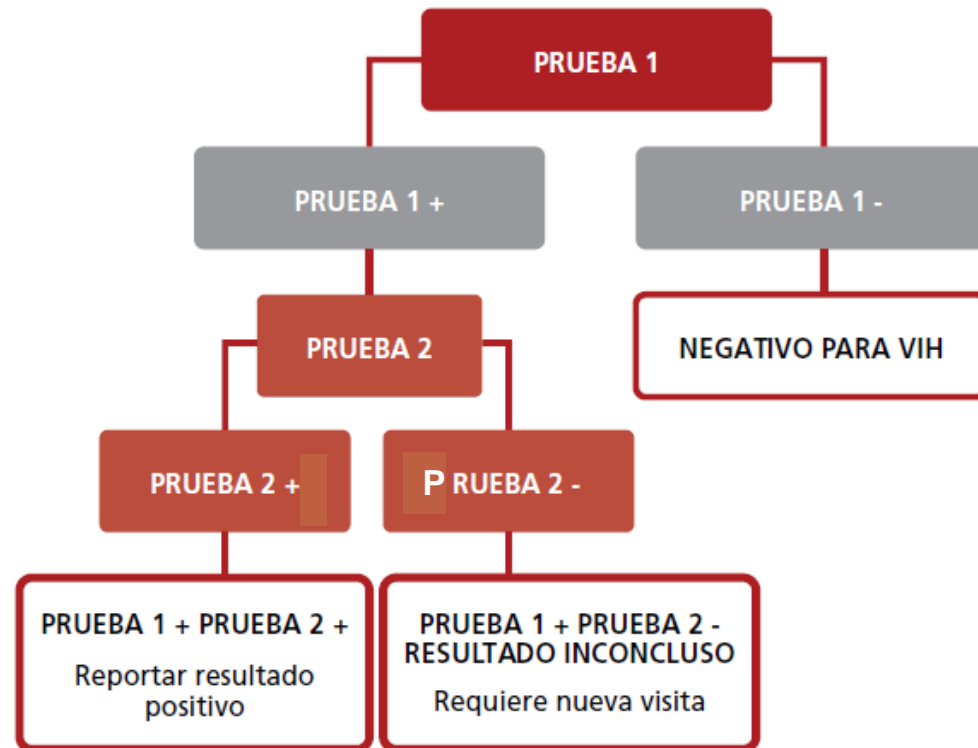 PRUEBA 1
PRUEBA 1 +
PRUEBA 1 -
PRUEBA 2
NEGATIVO PARA VIH
PRUEBA 2 +
P RUEBA 2 -
PRUEBA 1 + PRUEBA 2 +
Reportar resultado
positivo
PRUEBA 1 + PRUEBA 2 -
RESULTADO INCONCLUSO
Requiere nueva visita